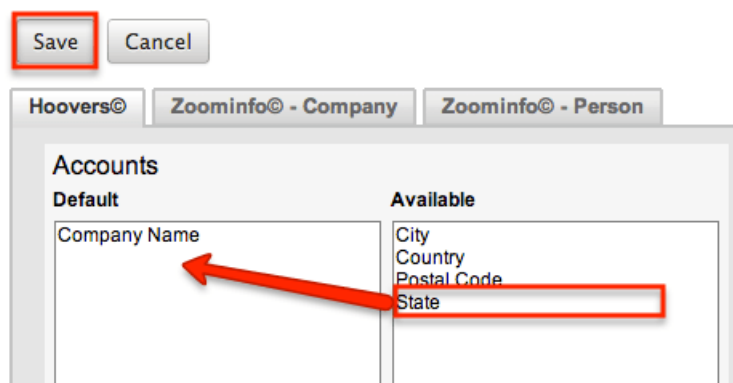 Save Cancel
Hoovers© Zoominfo© - Company Zoominfo© - Person
Accounts
Default Available
Company Name City
Country
Postal Code
State